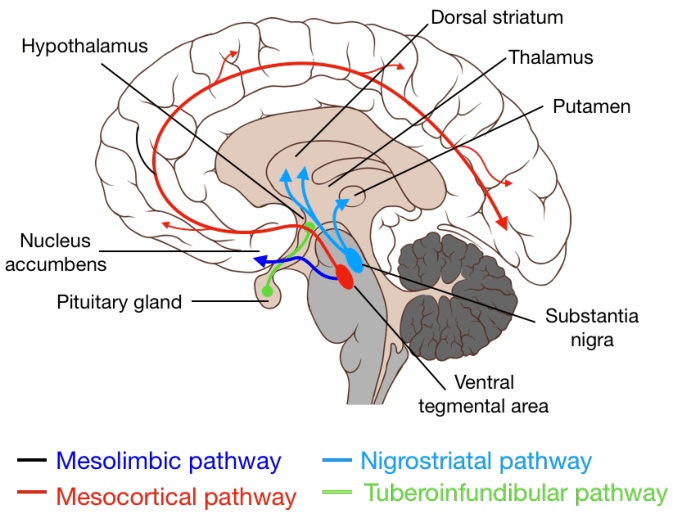 Dorsal striatum
Hypothalamus
Thalamus
Putamen
Nucleus
accumbens
Pituitary gland
Substantia
nigra
Ventral
tegmental area
Mesolimbic pathway
Nigrostriatal pathway
Mesocortical pathway
Tuberoinfundibular pathway